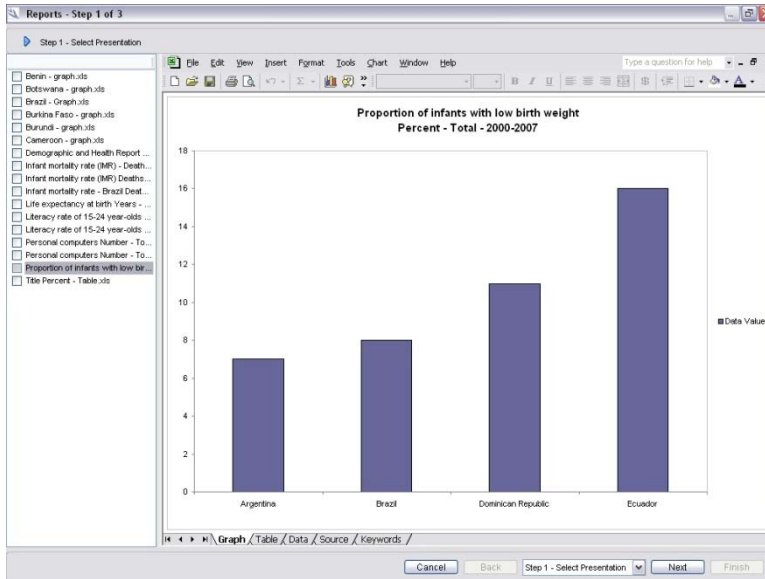 Reports - Step 1 of 3
Step 1 - Select Presentation
Benin - graph.xls
Botswana - graph.xls
Brazil - Graph.xls
Burkina Faso - graph.xls
Burundi - graph.xls
Cameroon - graph.xls
Demographic and Health Report ...
Infant mortality rate (IMR) - Death...
Infant mortality rate (IMR) Deaths...
Infant mortality rate - Brazil Deat...
Life expectancy at birth Years - ...
Literacy rate of 15-24 year-olds ...
Literacy rate of 15-24 year-olds ...
Personal computers Number - To...
Personal computers Number - To...
Proportion of infants with low bir...
Title Percent - Table.xls
File Edit View Insert Format Tools Chart Window Help Type a question for help
B I U
Proportion of infants with low birth weight
Percent - Total - 2000-2007
18
16
14
12
10
8
6
4
2
0
Argentina Brazil Dominican Republic Ecuador
Data Value
Graph Table Data Source Keywords
Cancel Back Step 1 - Select Presentation Next Finish